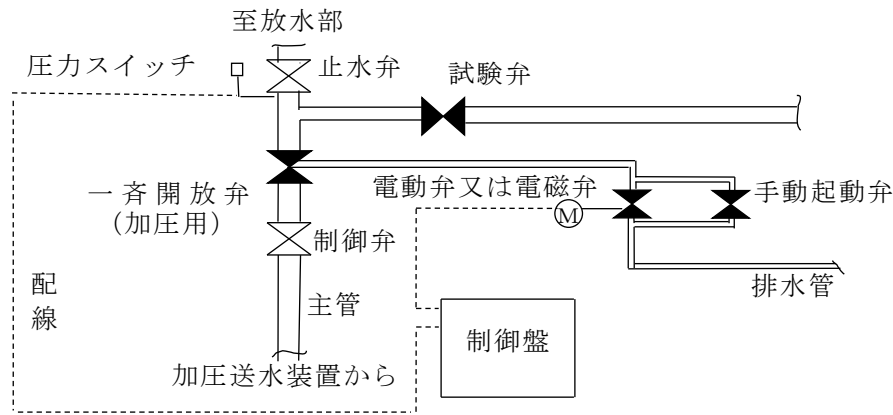 至放水部
圧力スイッチ
止水弁
試験弁
一斉開放弁
(加圧用)
電動弁又は電磁弁
手動起動弁
M
制御弁
配
線
主管
排水管
制御盤
加圧送水装置から